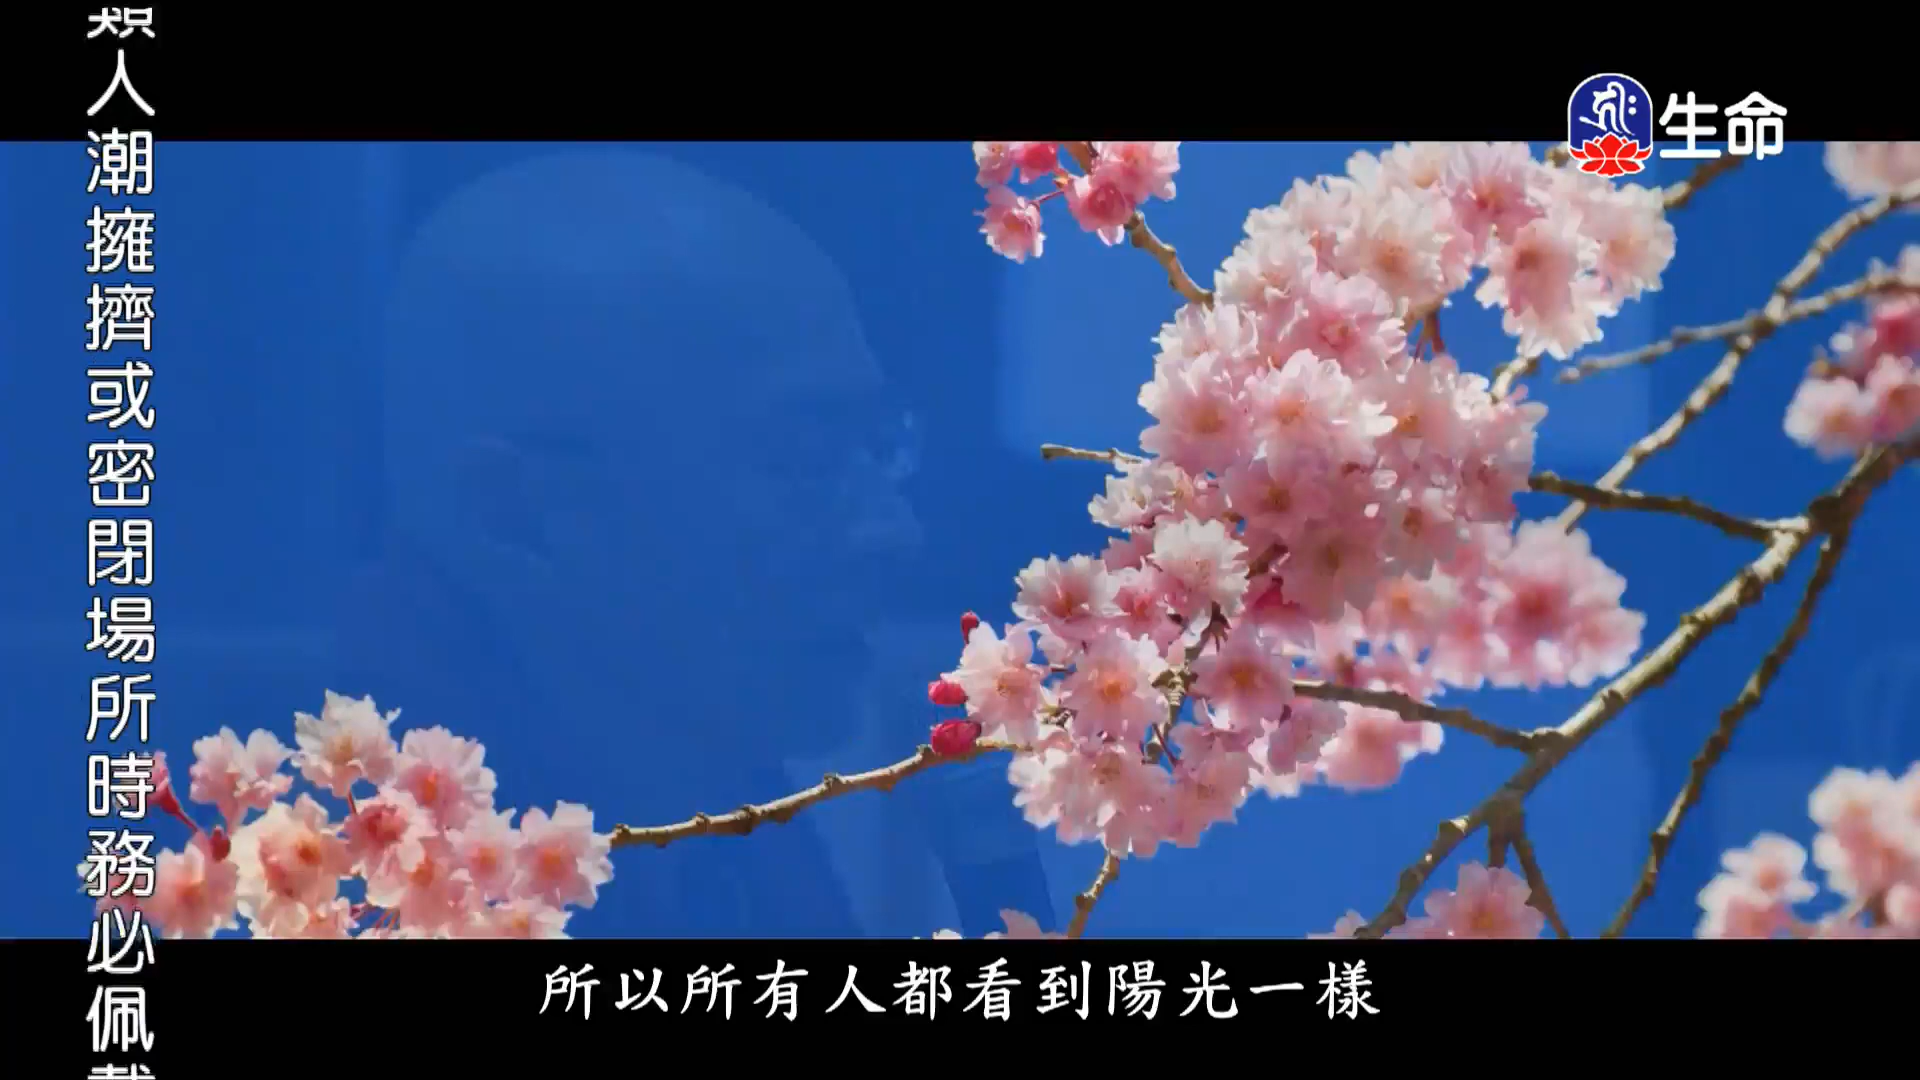 人潮擁擠或密閉場所時務必佩
生命
所以所有人都看到陽光一樣